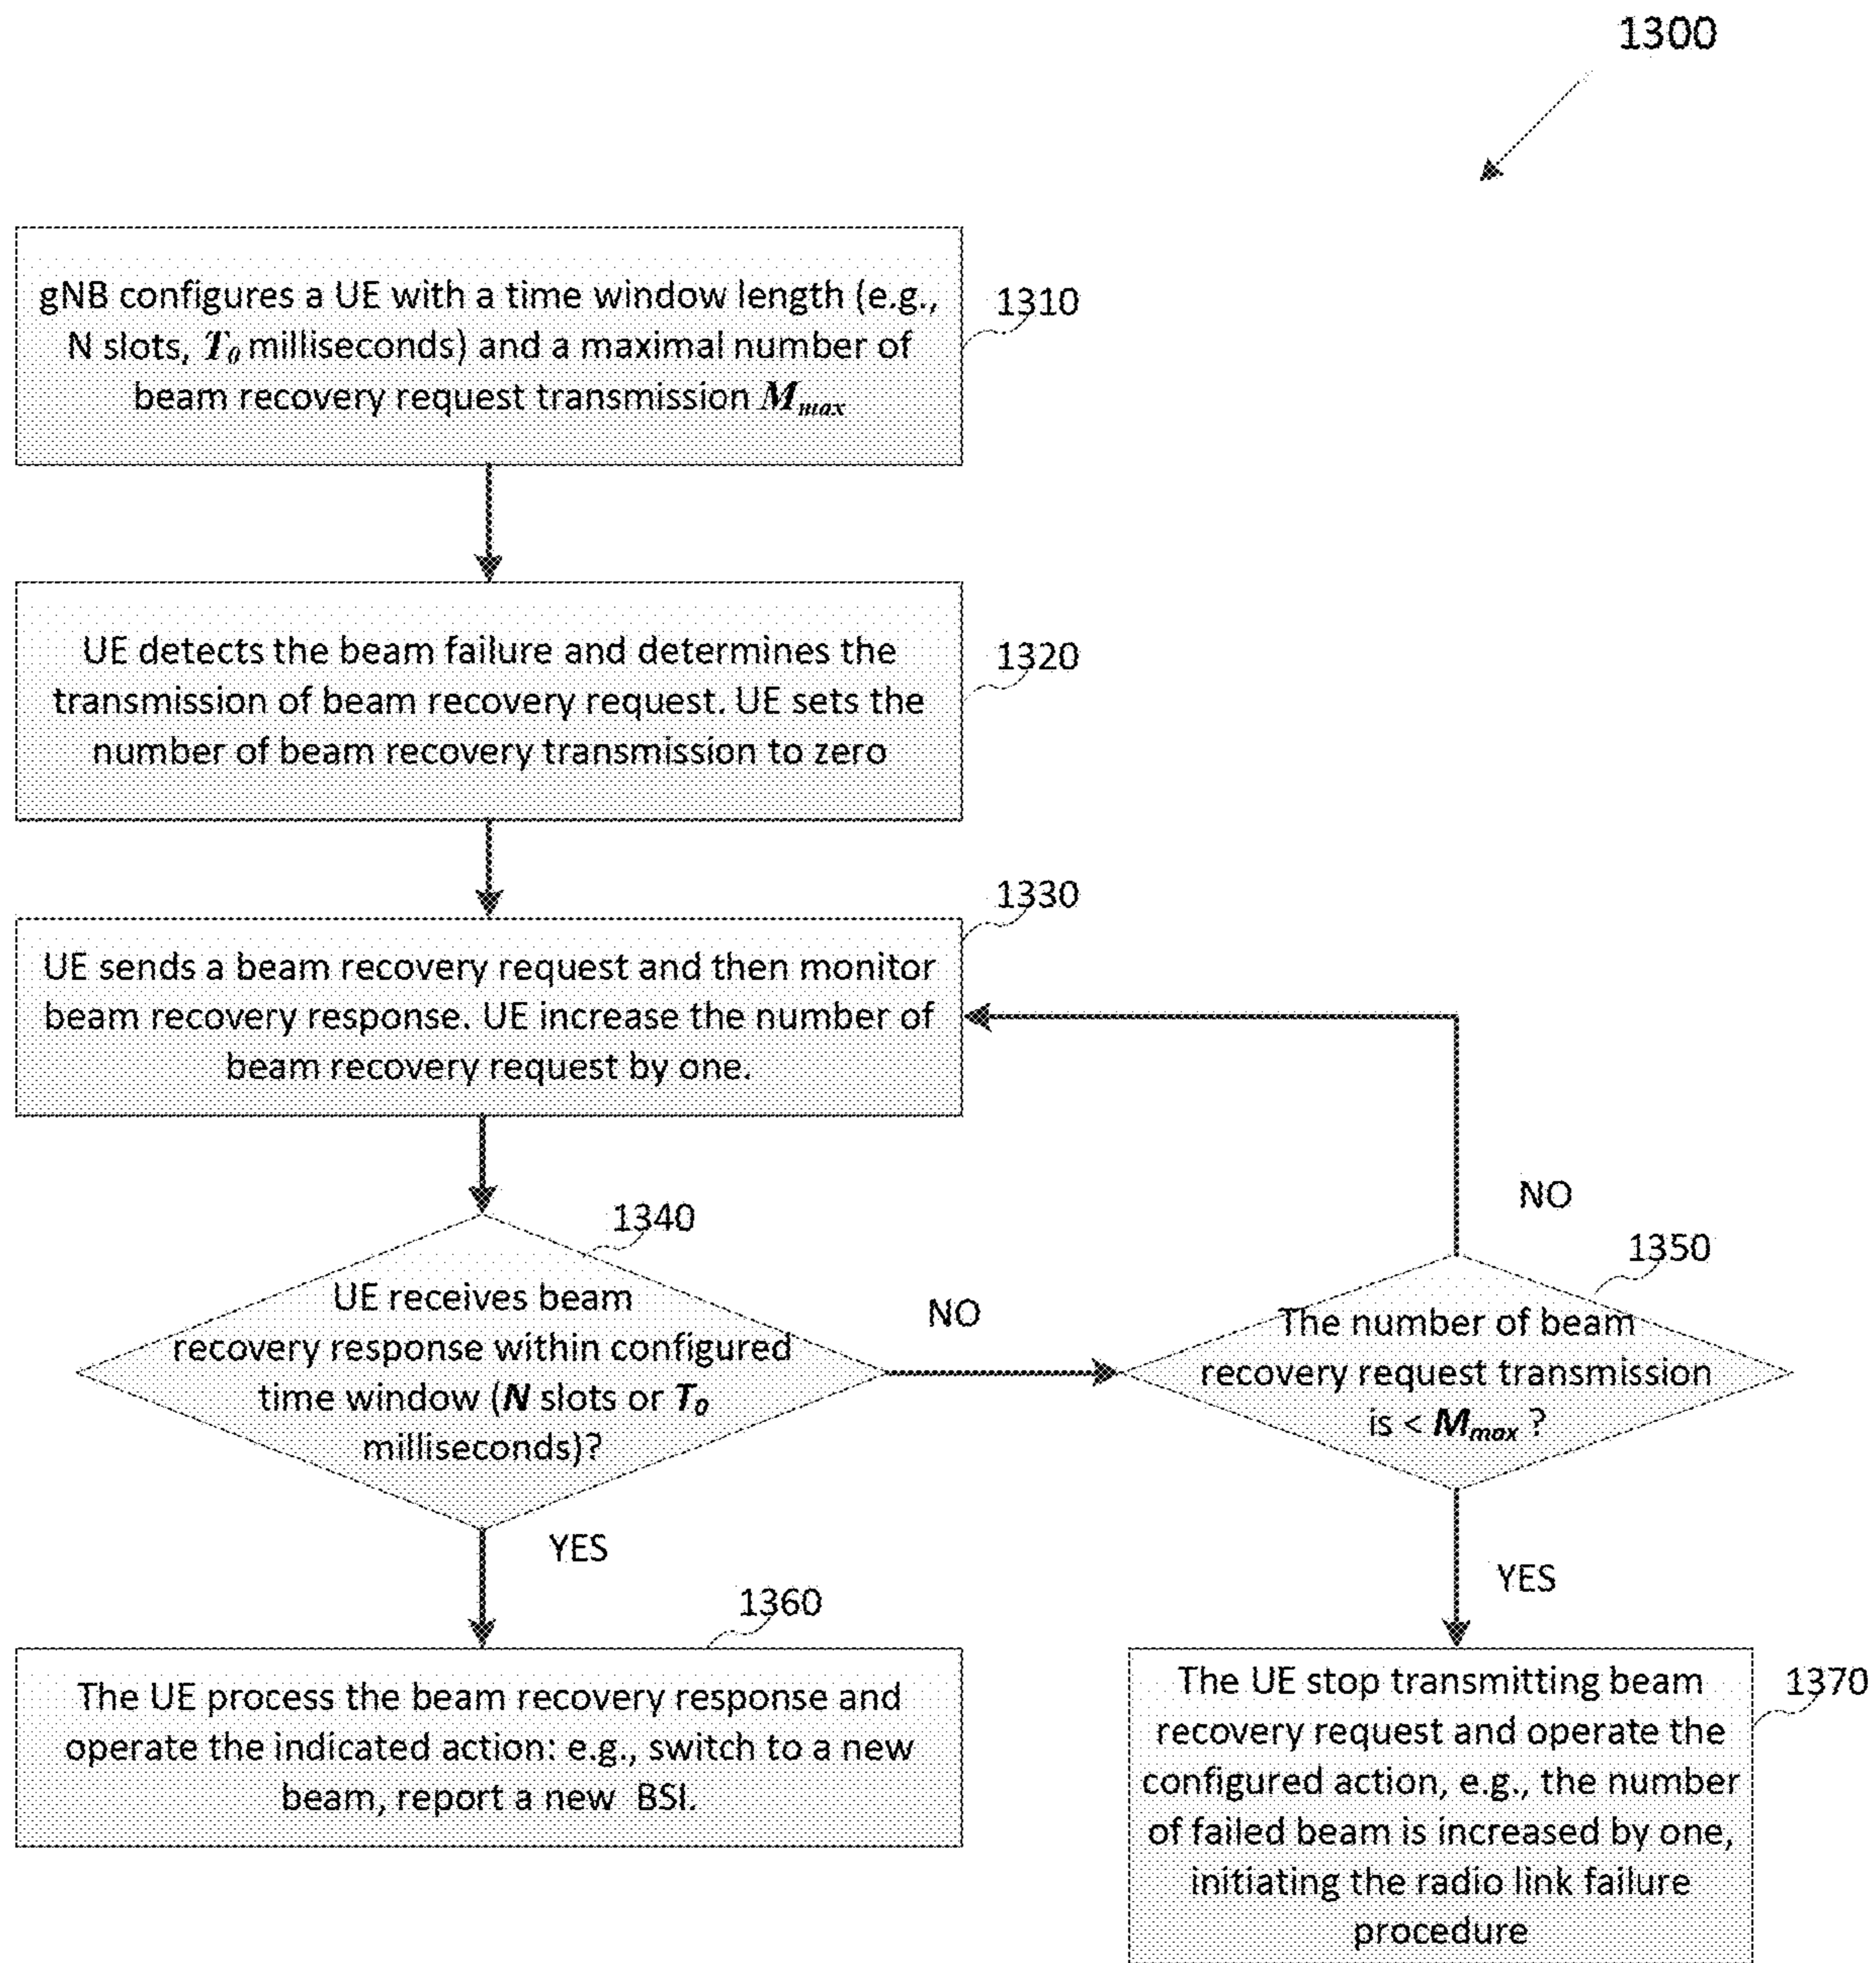 1300
gNB configures a UE with a time window length (e.g.,
N slots, T0 milliseconds) and a maximal number of
beam recovery request transmission Mmax
1310
UE detects the beam failure and determines the
transmission of beam recovery request. UE sets the
number of beam recovery transmission to zero
1320
UE sends a beam recovery request and then monitor
beam recovery response. UE increase the number of
beam recovery request by one.
1330
UE receives beam
recovery response within configured
time window (N slots or T0
milliseconds)?
1340
NO
The number of beam
recovery request transmission
is < Mmax ?
1350
NO
YES
YES
The UE process the beam recovery response and
operate the indicated action: e.g., switch to a new
beam, report a new BSI.
1360
The UE stop transmitting beam
recovery request and operate the
configured action, e.g., the number
of failed beam is increased by one,
initiating the radio link failure
procedure
1370